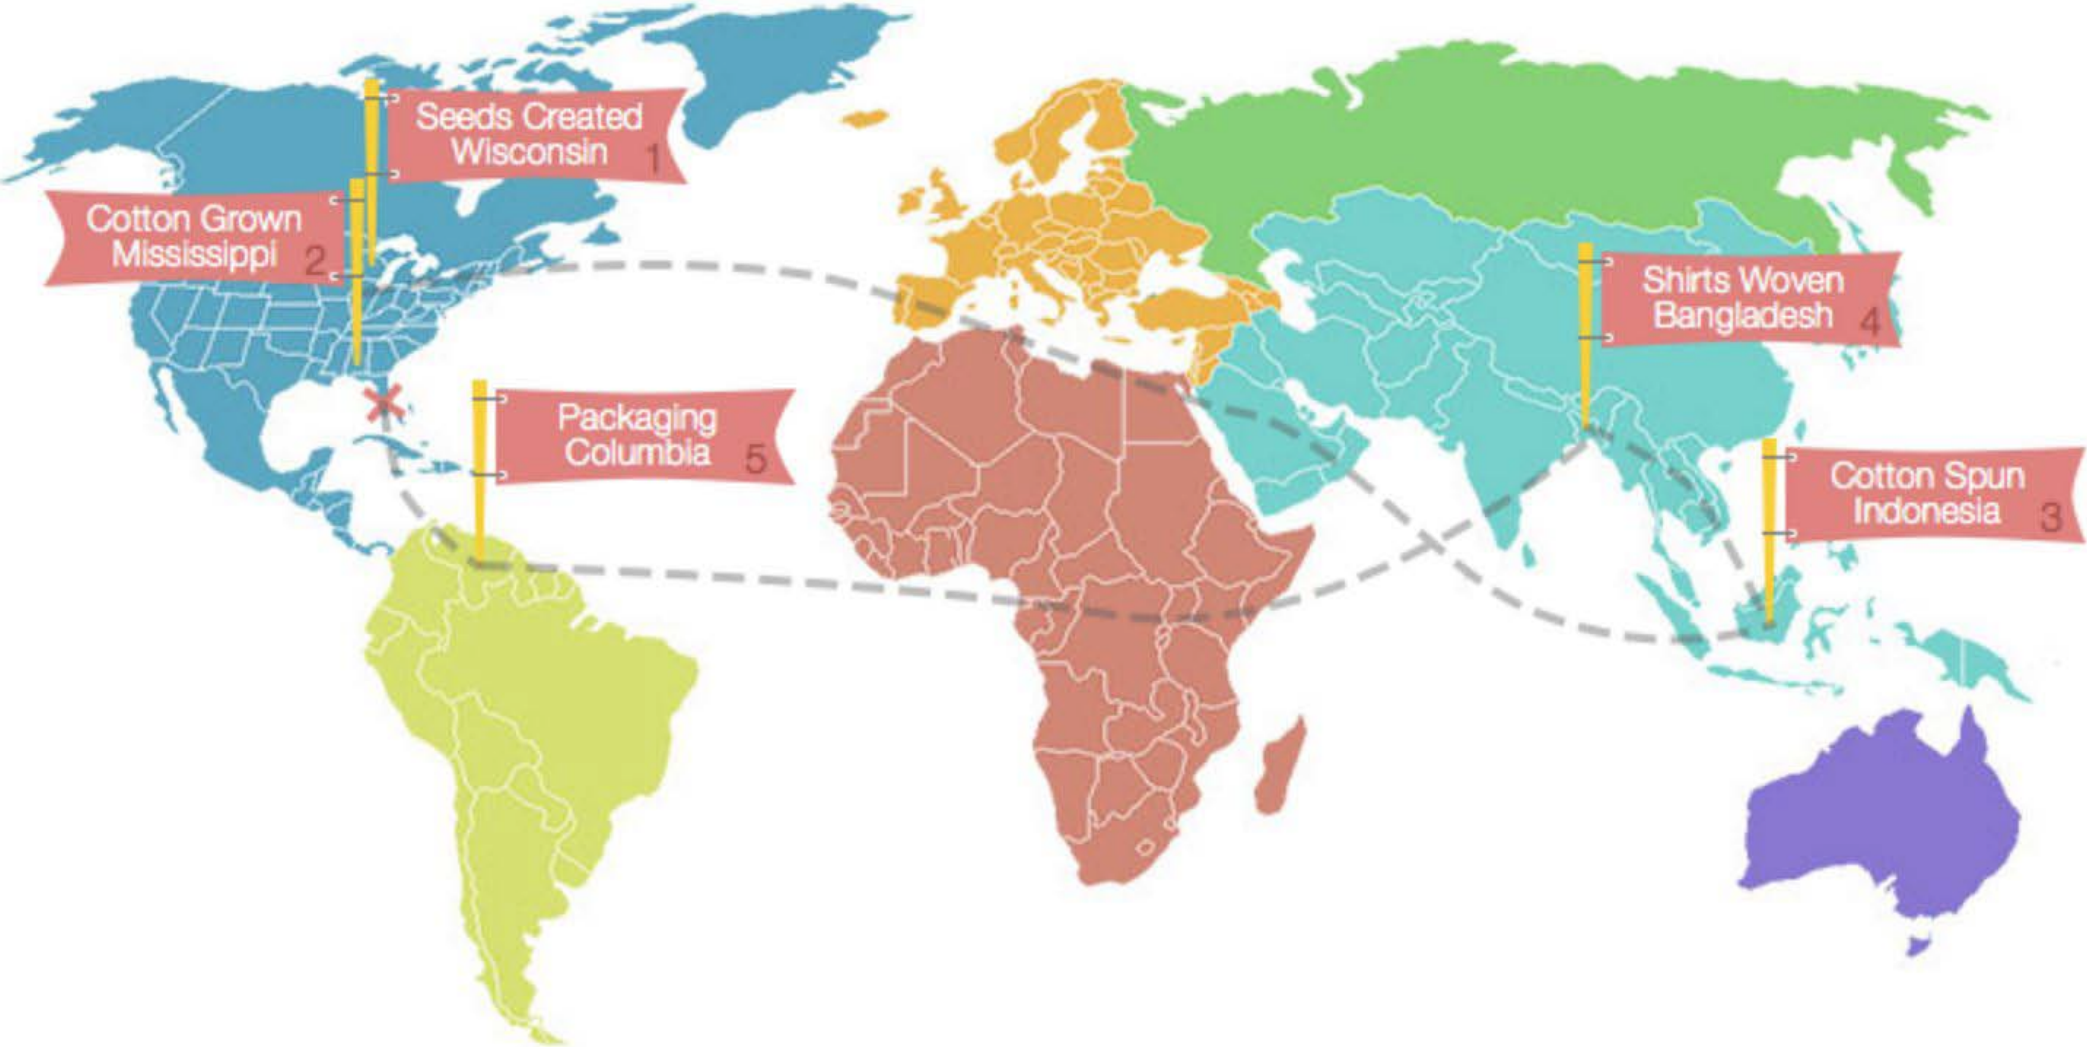 Seeds Created
Wisconsin 1
Cotton Grown
Mississippi 2
Shirts Woven
Bangladesh 4
Packaging
Columbia 5
Cotton Spun
Indonesia 3